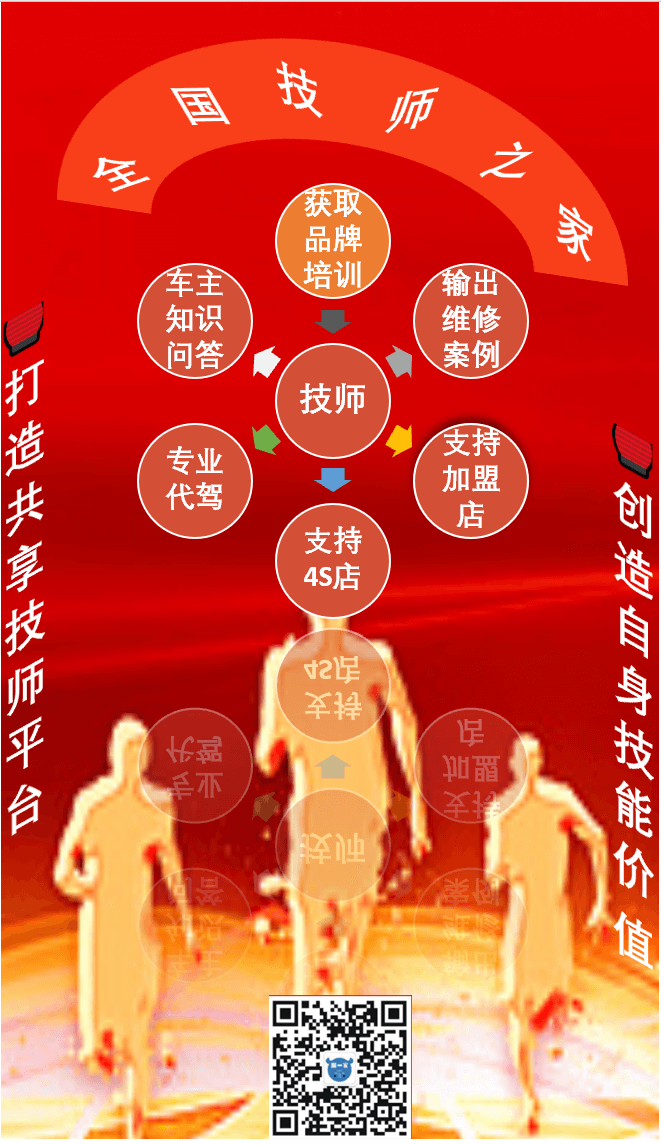 全国技师之家
获取
品牌
培训
车主
知识
问答
输出
维修
案例
技师
专业
代驾
支持
加盟
店
支持
4S店
打造共享技师平台
创造自身技能价值